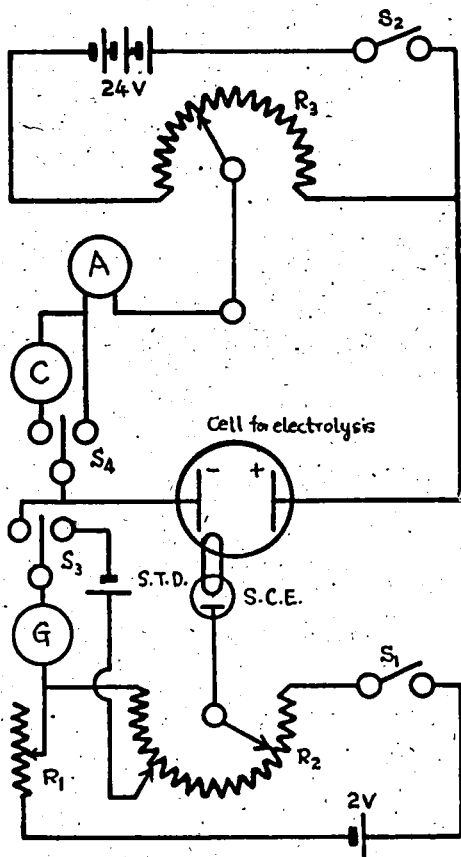 S2
24V
R3
A
C
S4
Cell for electrolysis
- +
S3
S.T.D.
S.C.E.
G
S1
R1
R2
2V